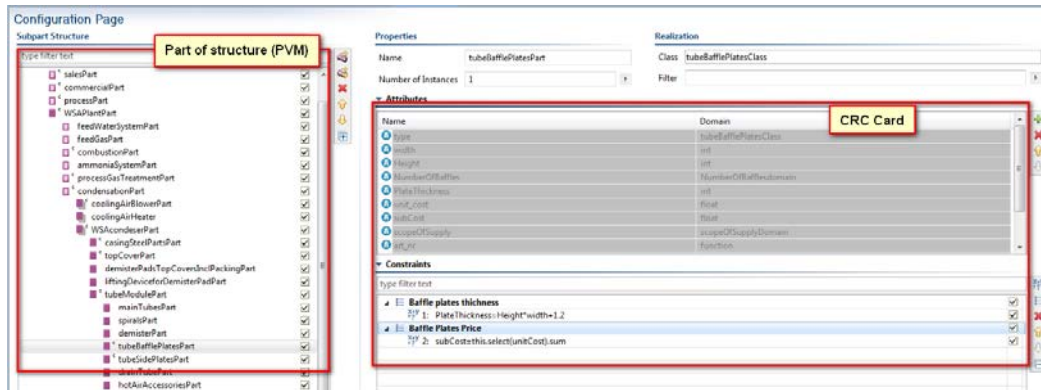 Configuration Page
Subpart Structure
Part of structure (PVM)
type filter text
salesPart
commercialPart
processPart
WSAPlantPart
feedWaterSystemPart
feedGasPart
combustionPart
ammoniaSystemPart
processGasTreatmentPart
condensationPart
coolingAirBlowerPart
coolingAirHeater
WSAcondeserPart
casingSteelPartsPart
topCoverPart
demisterPadsTopCoversInclPackingPart
liftingDeviceforDemisterPadPart
tubeModulePart
mainTubesPart
spiralsPart
demisterPart
tubeBafflePlatesPart
tubeSidePlatesPart
drainTubePart
hotAirAccessoriesPart
Properties
Name tubeBafflePlatesPart
Number of Instances 1
Realization
Class tubeBafflePlatesClass
Filter
Attributes
CRC Card
Name Domain
type tubeBafflePlatesClass
width int
Height int
NumberOfBaffles NumberOfBafflesdomain
PlateThickness int
unit_cost float
subCost float
scopeOfSupply scopeOfSupplyDomain
art_nr function
Constraints
type filter text
Baffle plates thickness
1: PlateThickness=Height*width+1.2
Baffle Plates Price
2: subCost=this.select(unitCost).sum